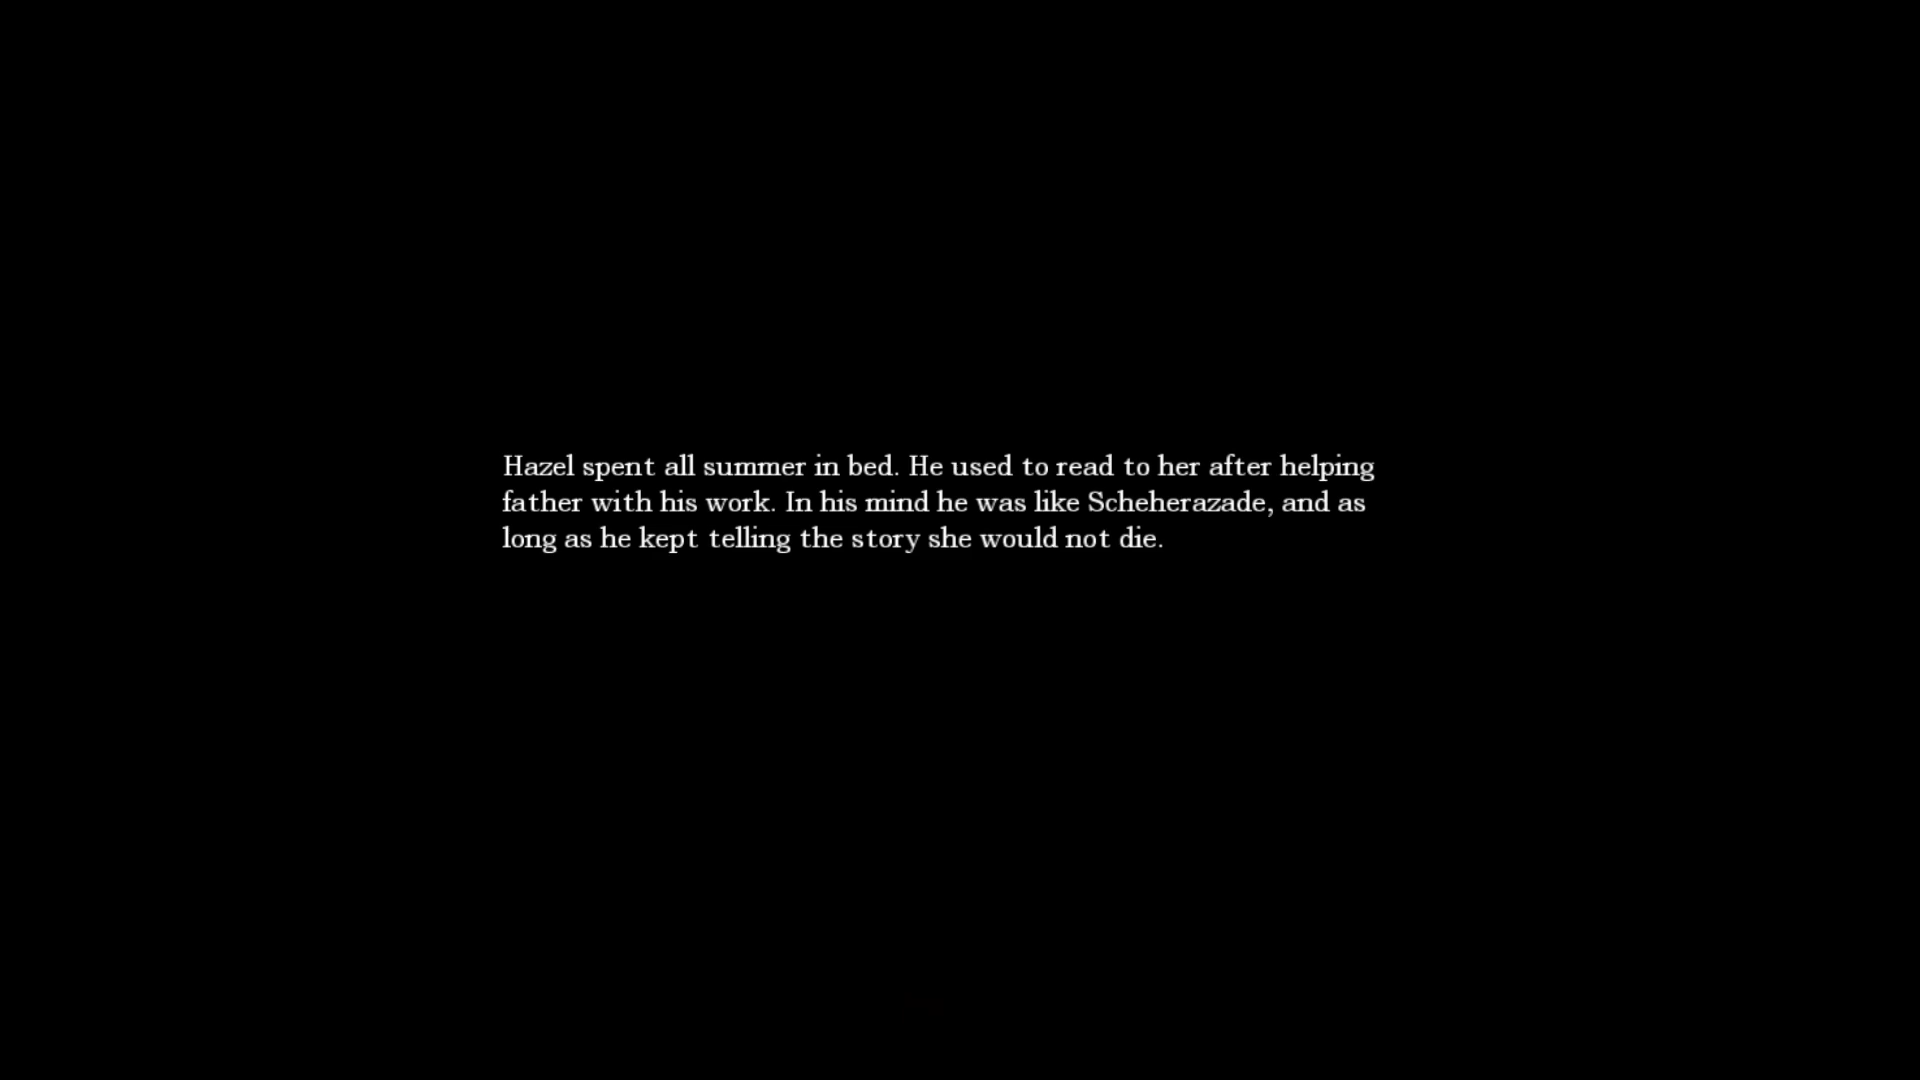 Hazel spent all summer in bed. He used to read to her after helping
father with his work. In his mind he was like Scheherazade, and as
long as he kept telling the story she would not die.